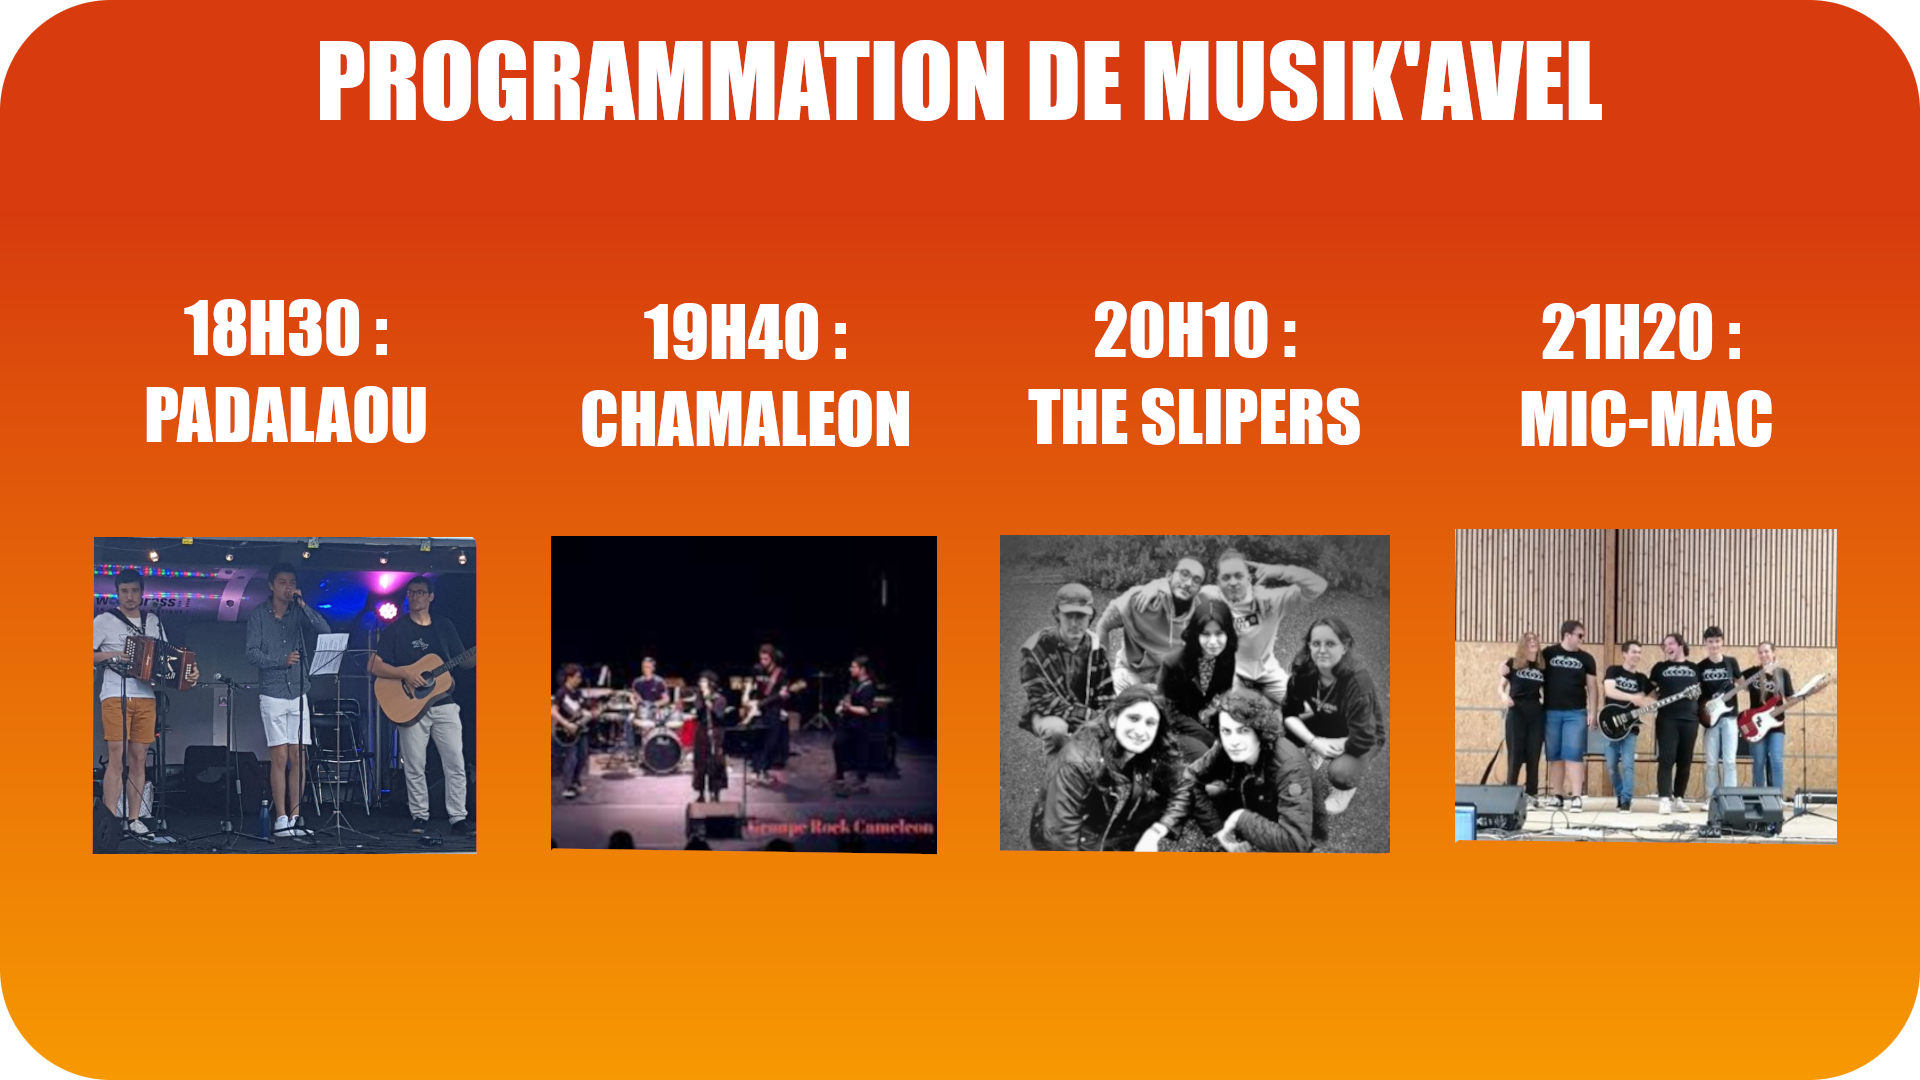 PROGRAMMATION DE MUSIK'AVEL
18H30 :
PADALAOU
19H40 :
CHAMALEON
20H10 :
THE SLIPERS
21H20 :
MIC-MAC
Groupe Rock Cameleon